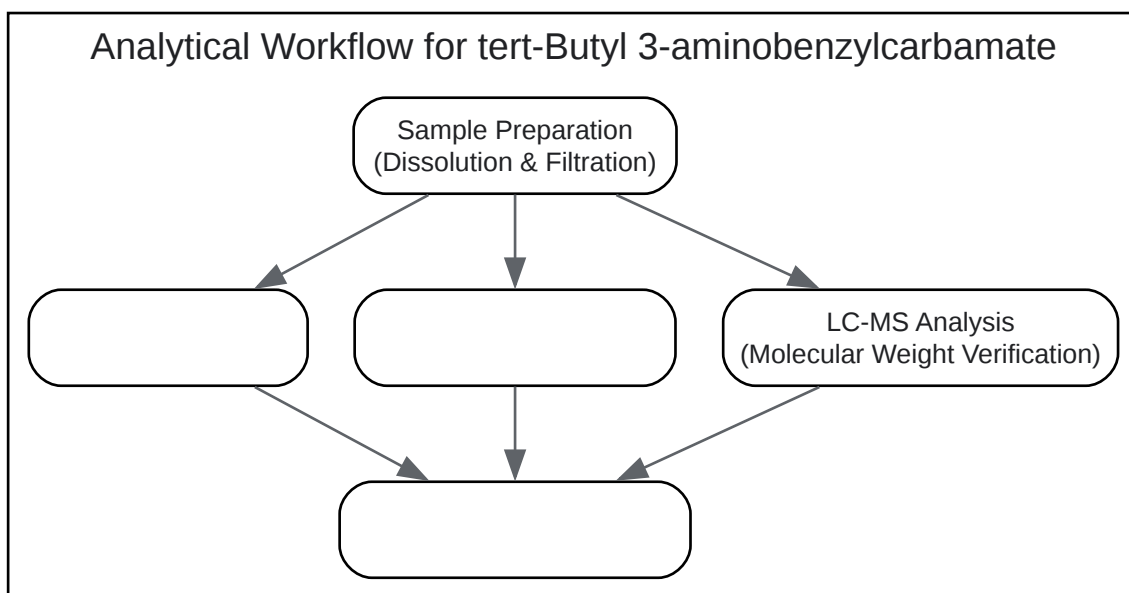 Analytical Workflow for tert-Butyl 3-aminobenzylcarbamate
Sample Preparation
(Dissolution & Filtration)
LC-MS Analysis
(Molecular Weight Verification)